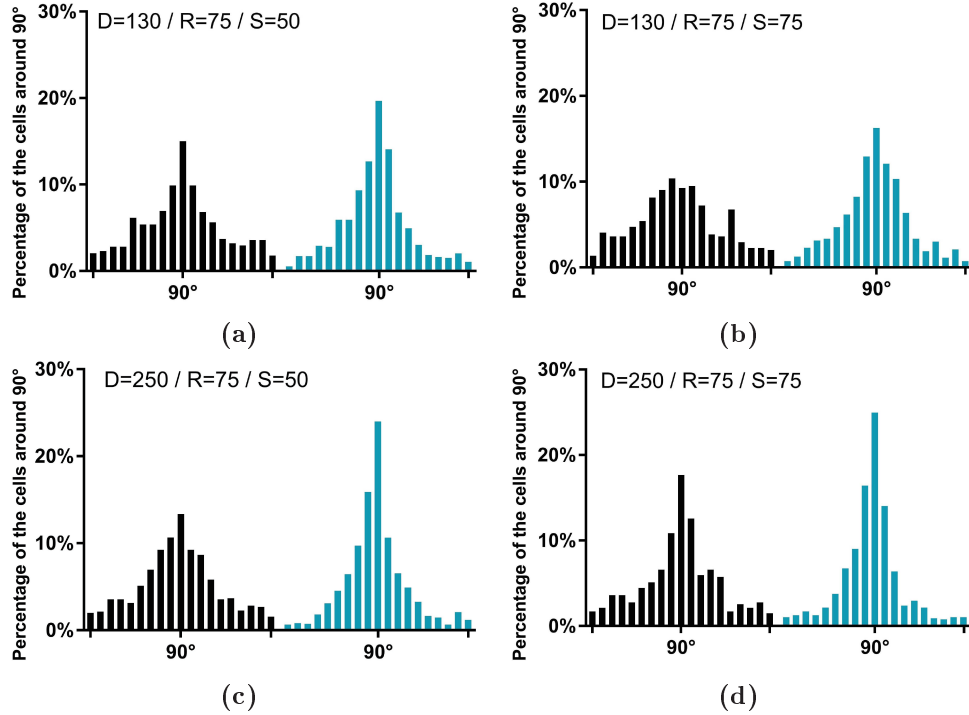 D=130 / R=75 / S=50
Percentage of the cells around 90°
30%
20%
10%
0%
90°
90°
(a)
D=130 / R=75 / S=75
Percentage of the cells around 90°
30%
20%
10%
0%
90°
90°
(b)
D=250 / R=75 / S=50
Percentage of the cells around 90°
30%
20%
10%
0%
90°
90°
(c)
D=250 / R=75 / S=75
Percentage of the cells around 90°
30%
20%
10%
0%
90°
90°
(d)